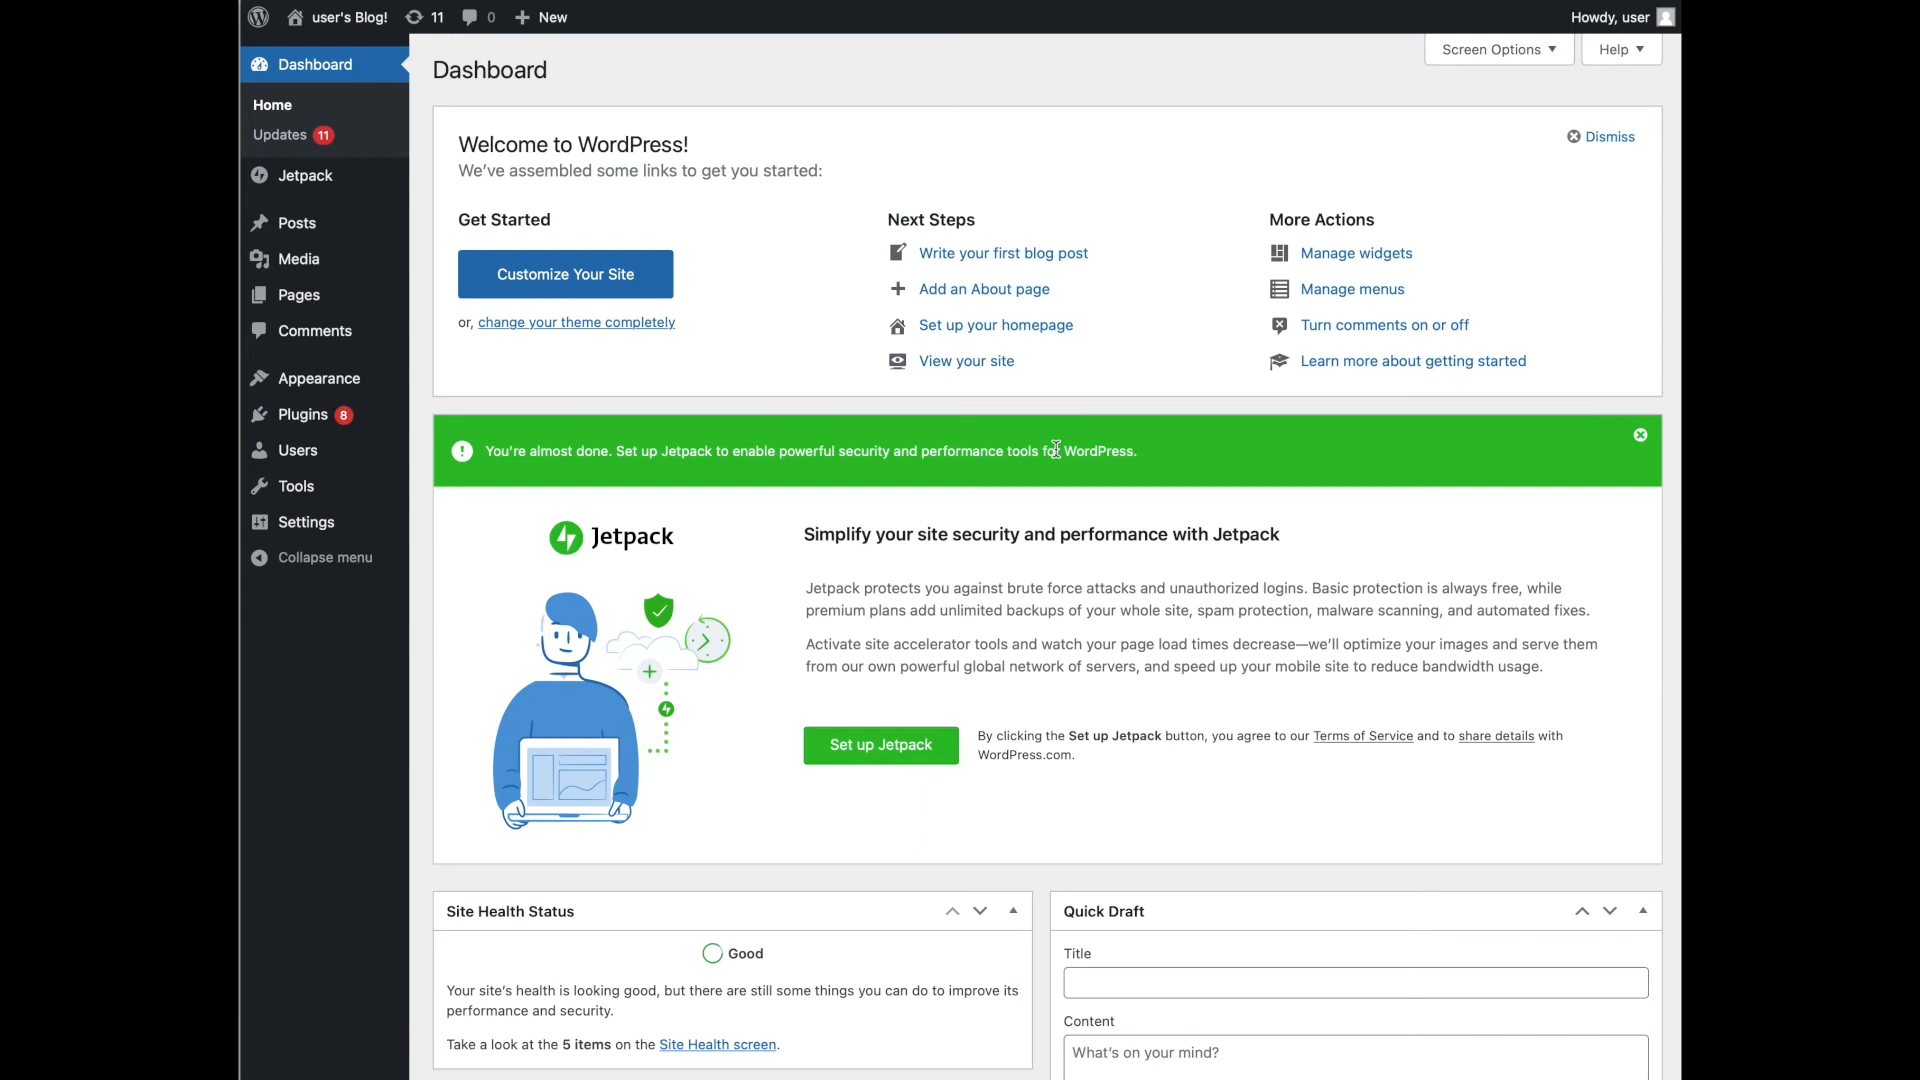 user's Blog! 11 0 New Howdy, user
Screen Options Help
Dashboard
Home
Updates 11
Jetpack
Posts
Media
Pages
Comments
Appearance
Plugins 8
Users
Tools
Settings
Collapse menu
Dashboard
Welcome to WordPress!
Dismiss
We've assembled some links to get you started:
Get Started
Customize Your Site
or, change your theme completely
Next Steps
Write your first blog post
Add an About page
Set up your homepage
View your site
More Actions
Manage widgets
Manage menus
Turn comments on or off
Learn more about getting started
You're almost done. Set up Jetpack to enable powerful security and performance tools for WordPress.
Jetpack
Simplify your site security and performance with Jetpack
Jetpack protects you against brute force attacks and unauthorized logins. Basic protection is always free, while
premium plans add unlimited backups of your whole site, spam protection, malware scanning, and automated fixes.
Activate site accelerator tools and watch your page load times decrease—we'll optimize your images and serve them
from our own powerful global network of servers, and speed up your mobile site to reduce bandwidth usage.
Set up Jetpack
By clicking the Set up Jetpack button, you agree to our Terms of Service and to share details with
WordPress.com.
Site Health Status
Good
Your site's health is looking good, but there are still some things you can do to improve its
performance and security.
Take a look at the 5 items on the Site Health screen.
Quick Draft
Title
Content
What's on your mind?